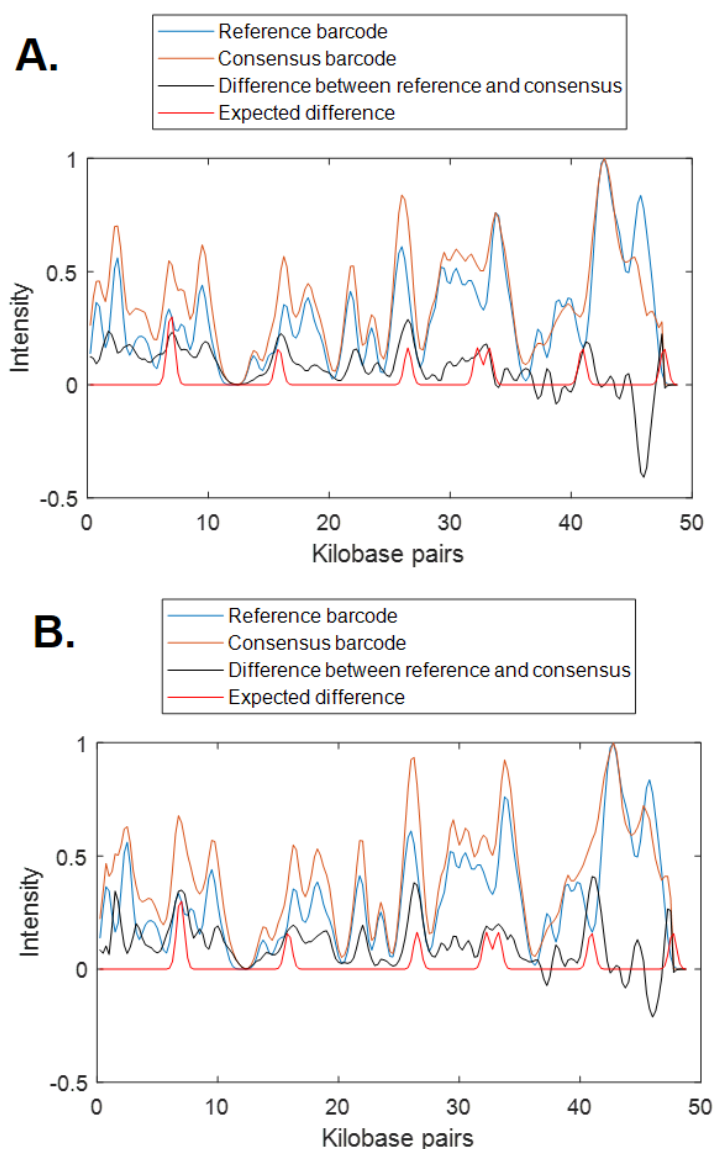 A.
Reference barcode
Consensus barcode
Difference between reference and consensus
Expected difference
1
0.5
0
-0.5
Intensity
0 10 20 30 40 50
Kilobase pairs
B.
Reference barcode
Consensus barcode
Difference between reference and consensus
Expected difference
1
0.5
0
-0.5
Intensity
0 10 20 30 40 50
Kilobase pairs